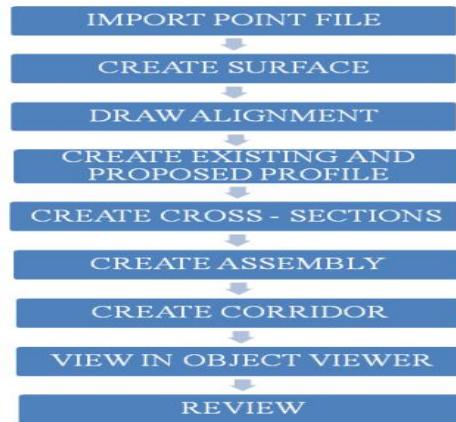 IMPORT POINT FILE
CREATE SURFACE
DRAW ALIGNMENT
CREATE EXISTING AND
PROPOSED PROFILE
CREATE CROSS - SECTIONS
CREATE ASSEMBLY
CREATE CORRIDOR
VIEW IN OBJECT VIEWER
REVIEW